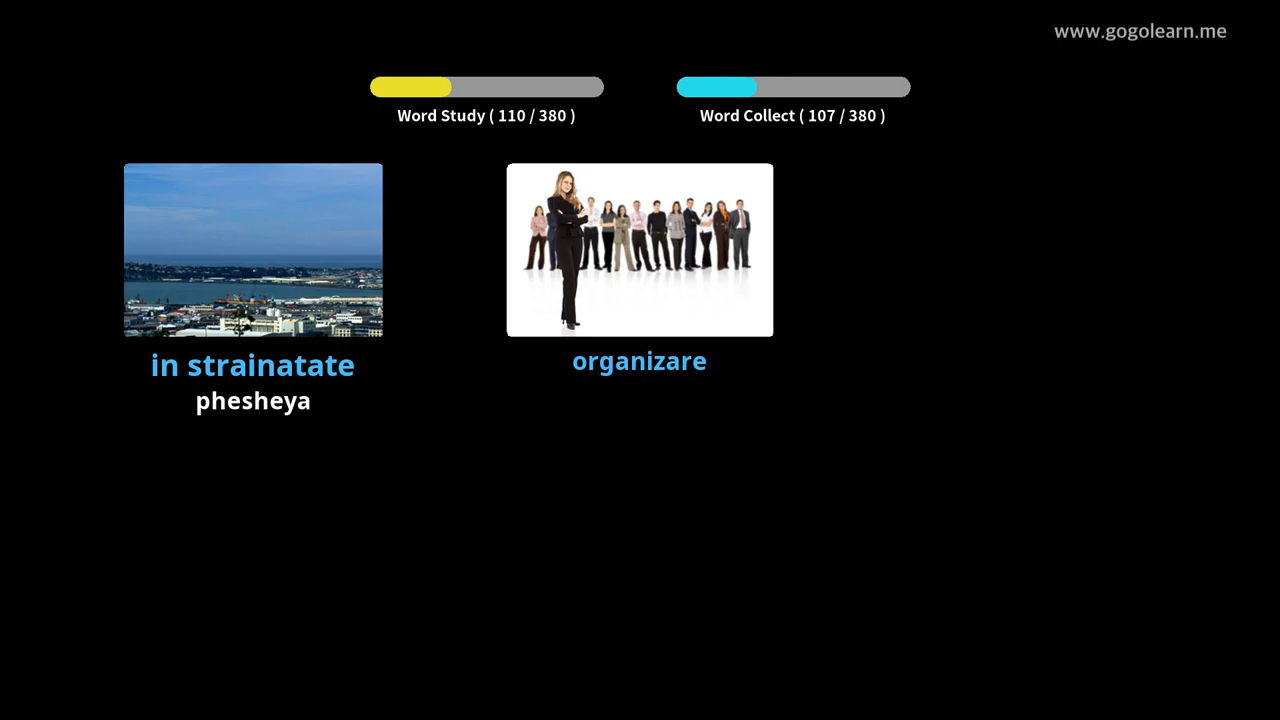 www.gogolearn.me
Word Study ( 110 / 380 )
Word Collect ( 107 / 380 )
in strainatate
phesheya
organizare